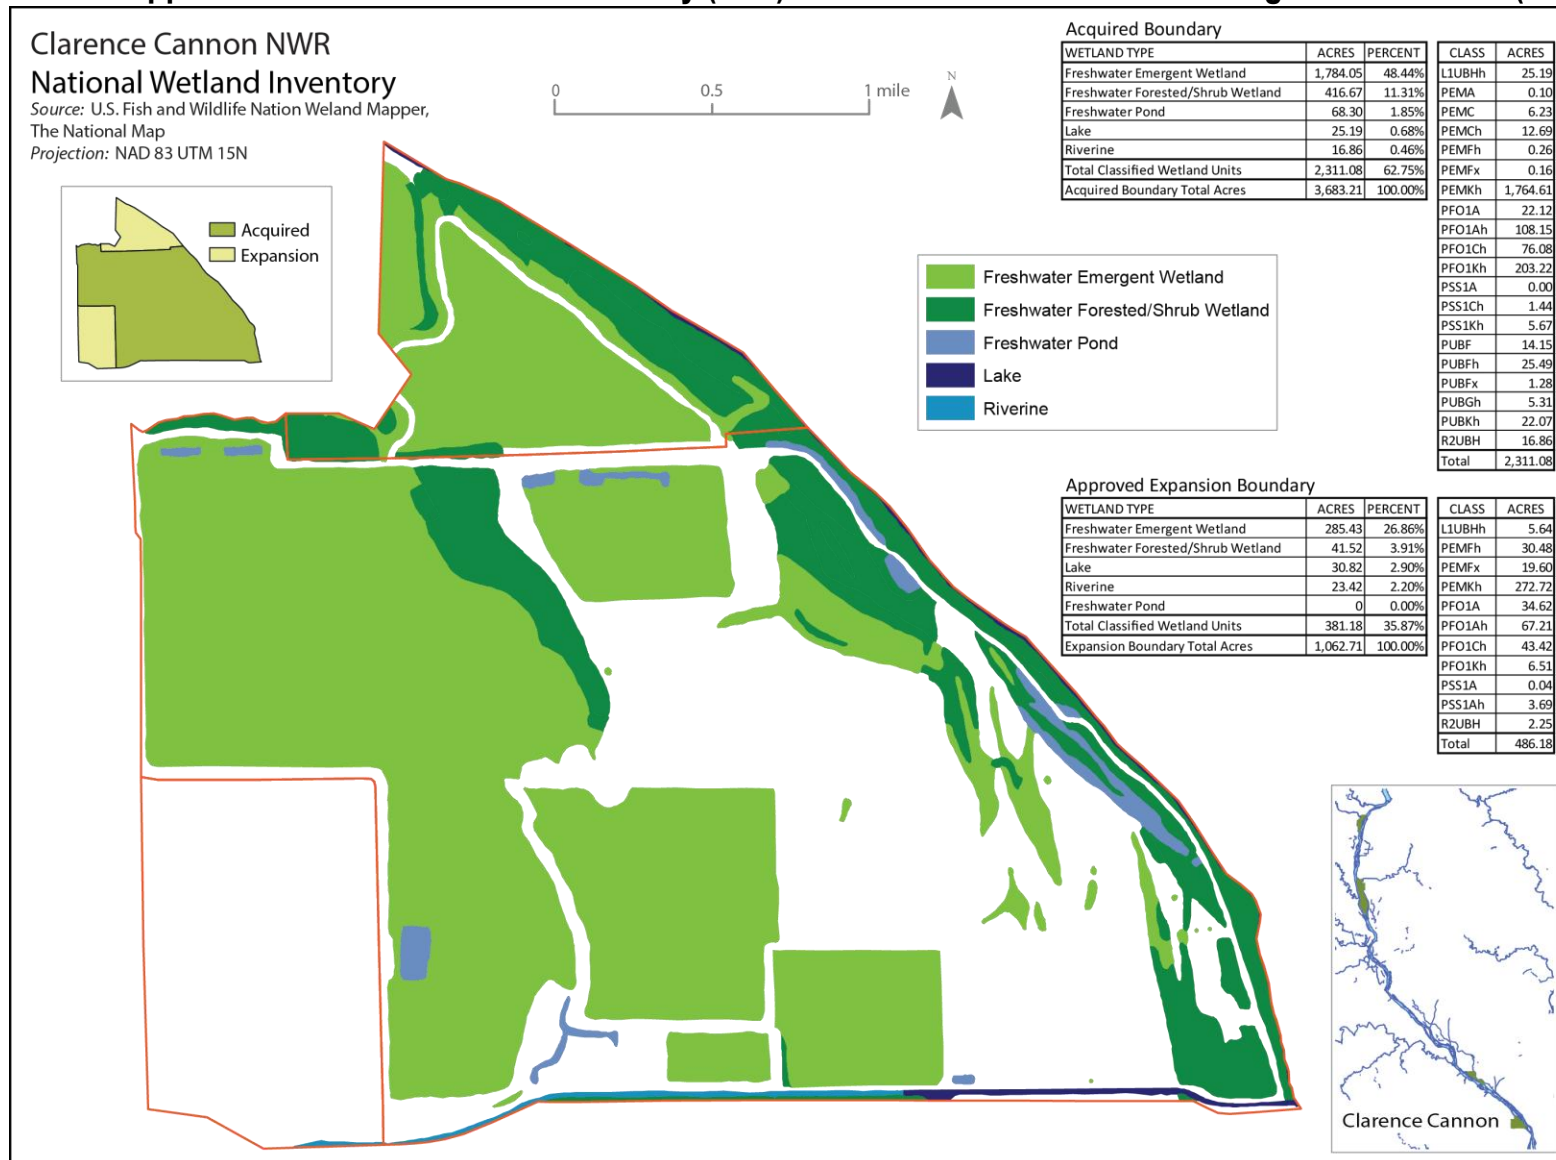 Clarence Cannon NWR
National Wetland Inventory
Source: U.S. Fish and Wildlife Nation Weland Mapper,
The National Map
Projection: NAD 83 UTM 15N
0 0.5 1 mile
N
Acquired
Expansion
Freshwater Emergent Wetland
Freshwater Forested/Shrub Wetland
Freshwater Pond
Lake
Riverine
Acquired Boundary
WETLAND TYPE ACRES PERCENT
Freshwater Emergent Wetland 1,784.05 48.44%
Freshwater Forested/Shrub Wetland 416.67 11.31%
Freshwater Pond 68.30 1.85%
Lake 25.19 0.68%
Riverine 16.86 0.46%
Total Classified Wetland Units 2,311.08 62.75%
Acquired Boundary Total Acres 3,683.21 100.00%
CLASS ACRES
L1UBHh 25.19
PEMA 0.10
PEMC 6.23
PEMCh 12.69
PEMFh 0.26
PEMFx 0.16
PEMKh 1,764.61
PFO1A 22.12
PFO1Ah 108.15
PFO1Ch 76.08
PFO1Kh 203.22
PSS1A 0.00
PSS1Ch 1.44
PSS1Kh 5.67
PUBF 14.15
PUBFh 25.49
PUBFx 1.28
PUBGh 5.31
PUBKh 22.07
R2UBH 16.86
Total 2,311.08
Approved Expansion Boundary
WETLAND TYPE ACRES PERCENT
Freshwater Emergent Wetland 285.43 26.86%
Freshwater Forested/Shrub Wetland 41.52 3.91%
Lake 30.82 2.90%
Riverine 23.42 2.20%
Freshwater Pond 0 0.00%
Total Classified Wetland Units 381.18 35.87%
Expansion Boundary Total Acres 1,062.71 100.00%
CLASS ACRES
L1UBHh 5.64
PEMFh 30.48
PEMFx 19.60
PEMKh 272.72
PFO1A 34.62
PFO1Ah 67.21
PFO1Ch 43.42
PFO1Kh 6.51
PSS1A 0.04
PSS1Ah 3.69
R2UBH 2.25
Total 486.18
Clarence Cannon